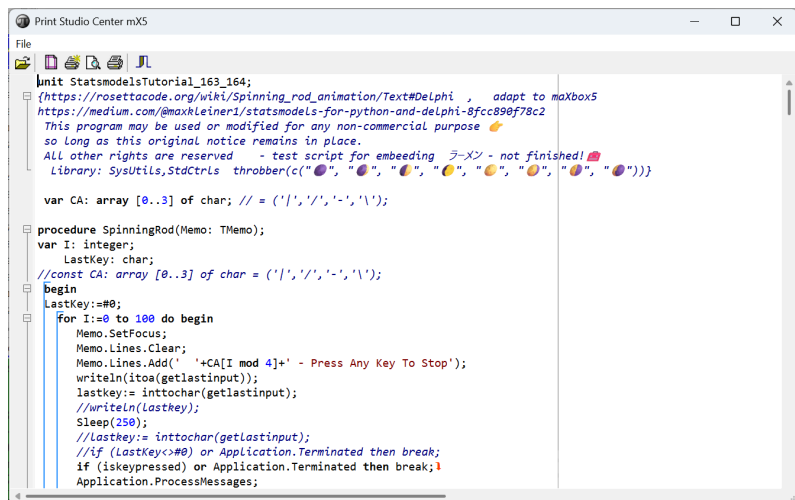 Print Studio Center mX5
File
unit StatsmodelsTutorial_163_164;
{https://rosettacode.org/wiki/Spinning_rod_animation/Text#Delphi , adapt to maXbox5
https://medium.com/@maxkleiner1/statsmodels-for-python-and-delphi-8fcc890f78c2
This program may be used or modified for any non-commercial purpose 👉
so long as this original notice remains in place.
All other rights are reserved - test script for embeeding ラーメン - not finished!
Library: SysUtils,StdCtrls throbber(c("🌑", "🌒", "🌓", "🌔", "🌕", "🌖", "🌗", "🌘"))}
var CA: array [0..3] of char; // = ('|','/','-','\');
procedure SpinningRod(Memo: TMemo);
var I: integer;
LastKey: char;
//const CA: array [0..3] of char = ('|','/','-','\');
begin
LastKey:=#0;
for I:=0 to 100 do begin
Memo.SetFocus;
Memo.Lines.Clear;
Memo.Lines.Add('  '+CA[I mod 4]+' - Press Any Key To Stop');
writeln(itoa(getlastinput));
lastkey:= inttochar(getlastinput);
//writeln(lastkey);
Sleep(250);
//lastkey:= inttochar(getlastinput);
//if (LastKey<>#0) or Application.Terminated then break;
if (iskeypressed) or Application.Terminated then break;
Application.ProcessMessages;